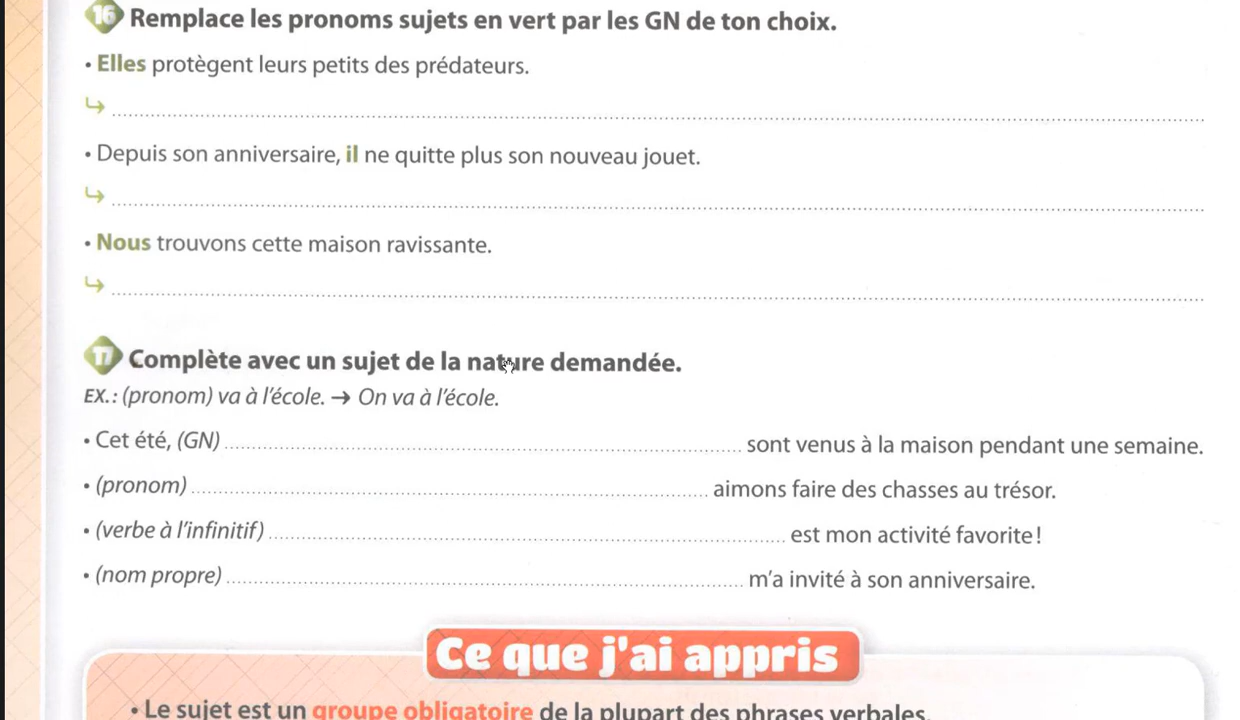 16 Remplace les pronoms sujets en vert par les GN de ton choix.
• Elles protègent leurs petits des prédateurs.
• Depuis son anniversaire, il ne quitte plus son nouveau jouet.
• Nous trouvons cette maison ravissante.
17 Complète avec un sujet de la nature demandée.
EX.: (pronom) va à l'école. → On va à l'école.
• Cet été, (GN) ........ sont venus à la maison pendant une semaine.
• (pronom) ........ aimons faire des chasses au trésor.
• (verbe à l'infinitif) ........ est mon activité favorite !
• (nom propre) ........ m'a invité à son anniversaire.
Ce que j'ai appris
• Le sujet est un groupe obligatoire de la plupart des phrases verbales.